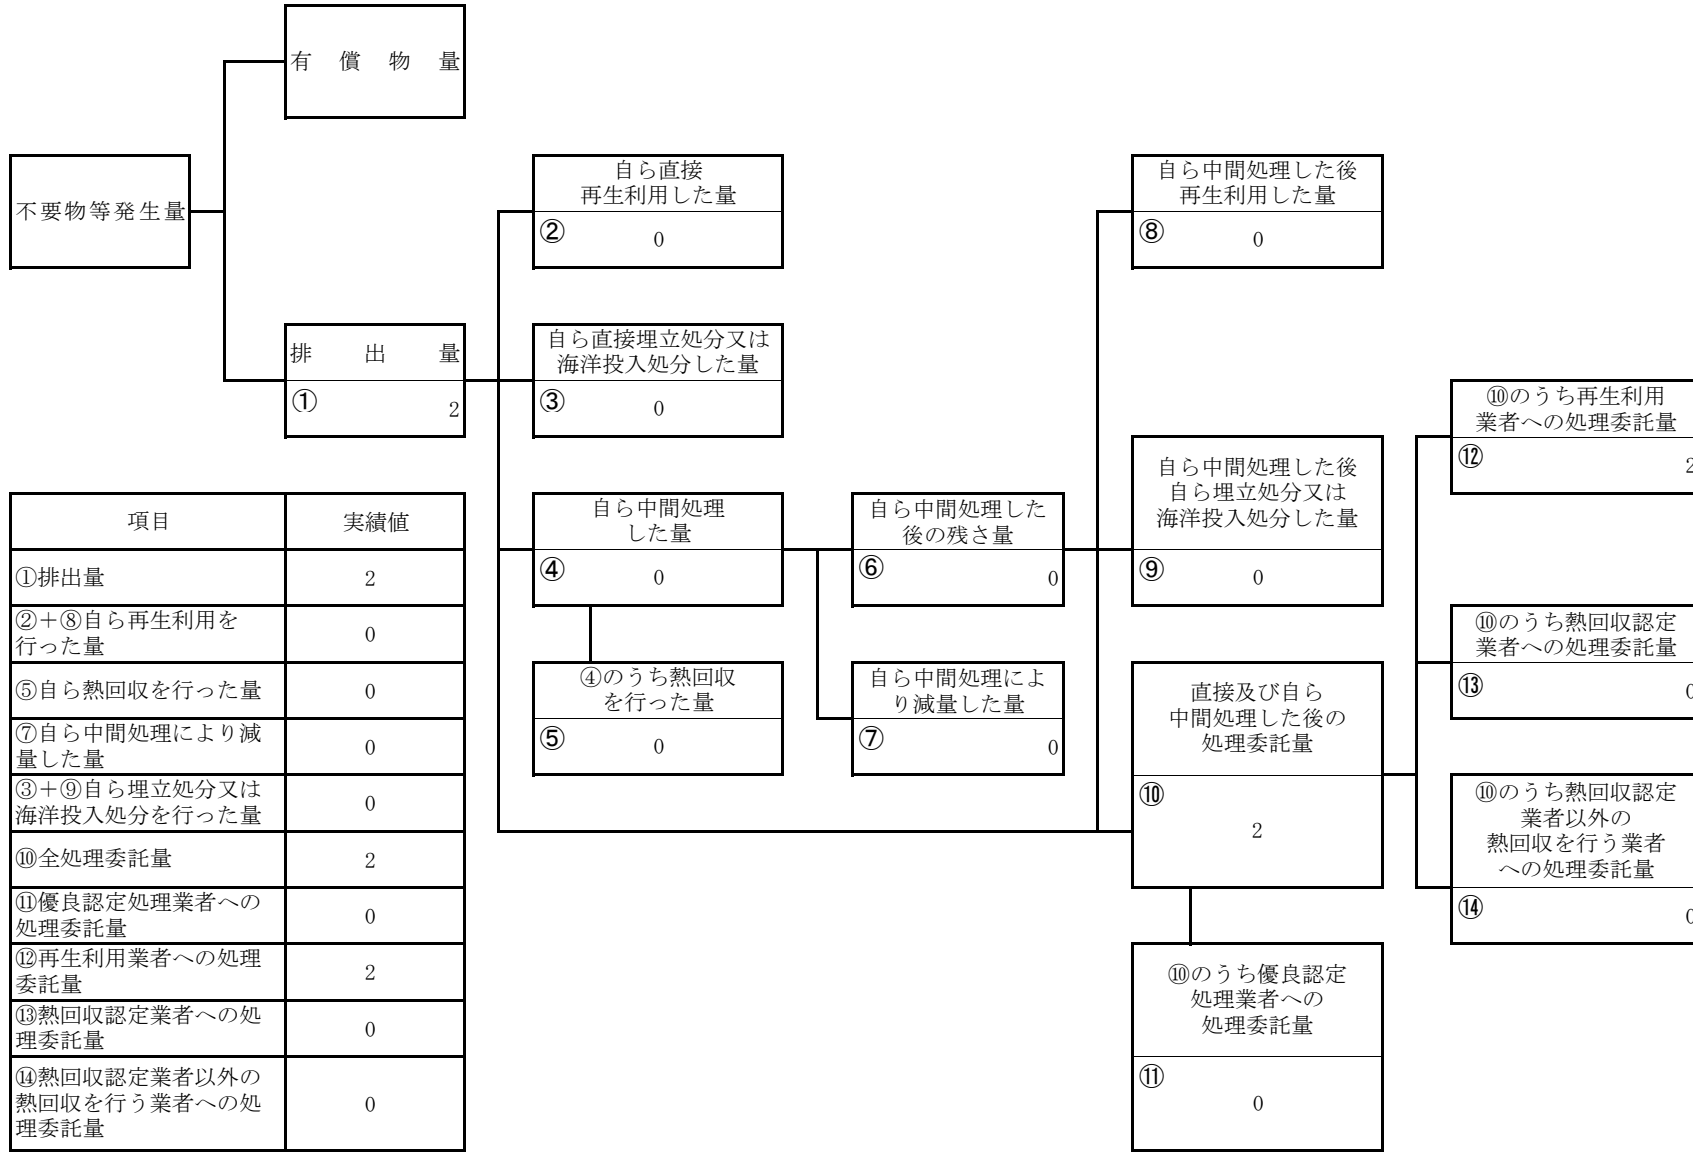 有償物量
不要物等発生量
排出量
① 2
自ら直接
再生利用した量
② 0
自ら直接埋立処分又は
海洋投入処分した量
③ 0
自ら中間処理
した量
④ 0
④のうち熱回収
を行った量
⑤ 0
自ら中間処理した
後の残さ量
⑥ 0
自ら中間処理によ
り減量した量
⑦ 0
自ら中間処理した後
再生利用した量
⑧ 0
自ら中間処理した後
自ら埋立処分又は
海洋投入処分した量
⑨ 0
直接及び自ら
中間処理した後の
処理委託量
⑩
2
⑩のうち優良認定
処理業者への
処理委託量
⑪
0
⑩のうち再生利用
業者への処理委託量
⑫ 2
⑩のうち熱回収認定
業者への処理委託量
⑬ 0
⑩のうち熱回収認定
業者以外の
熱回収を行う業者
への処理委託量
⑭ 0
項目 実績値
①排出量 2
②+⑧自ら再生利用を
行った量 0
⑤自ら熱回収を行った量 0
⑦自ら中間処理により減
量した量 0
③+⑨自ら埋立処分又は
海洋投入処分を行った量 0
⑩全処理委託量 2
⑪優良認定処理業者への
処理委託量 0
⑫再生利用業者への処理
委託量 2
⑬熱回収認定業者への処
理委託量 0
⑭熱回収認定業者以外の
熱回収を行う業者への処 0
理委託量